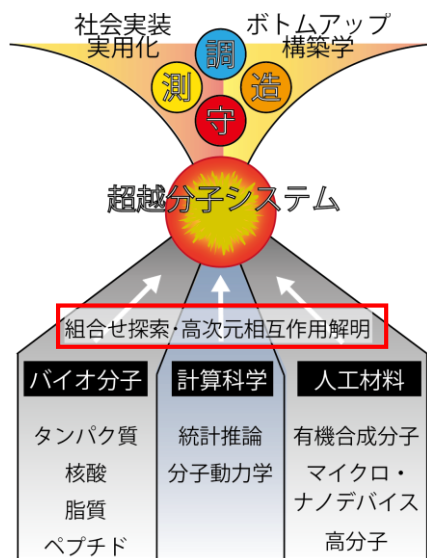 社会実装
実用化
ボトムアップ
構築学
調
測
造
守
超越分子システム
組合せ探索・高次元相互作用解明
バイオ分子
タンパク質
核酸
脂質
ペプチド
計算科学
統計推論
分子動力学
人工材料
有機合成分子
マイクロ・
ナノデバイス
高分子